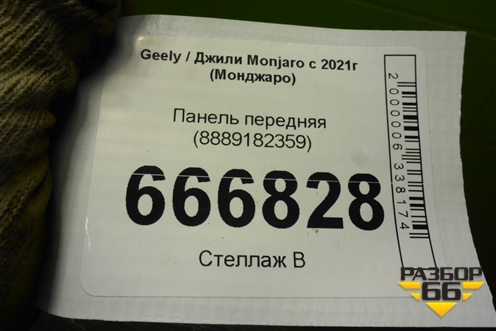 Geely / Джили Monjaro с 2021г
(Монджаро)
Панель передняя
(8889182359)
666828
Стеллаж В
2000006338174
РАЗБОР
66